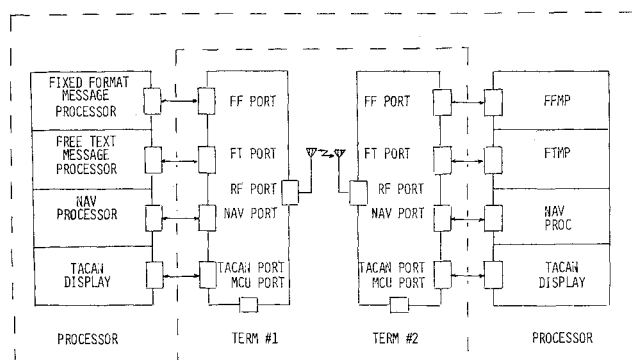 FIXED FORMAT
MESSAGE
PROCESSOR
FREE TEXT
MESSAGE
PROCESSOR
NAV
PROCESSOR
TACAN
DISPLAY
PROCESSOR
FF PORT
FT PORT
RF PORT
NAV PORT
TACAN PORT
MCU PORT
TERM #1
FF PORT
FT PORT
RF PORT
NAV PORT
TACAN PORT
MCU PORT
TERM #2
FFMP
FTMP
NAV
PROC
TACAN
DISPLAY
PROCESSOR